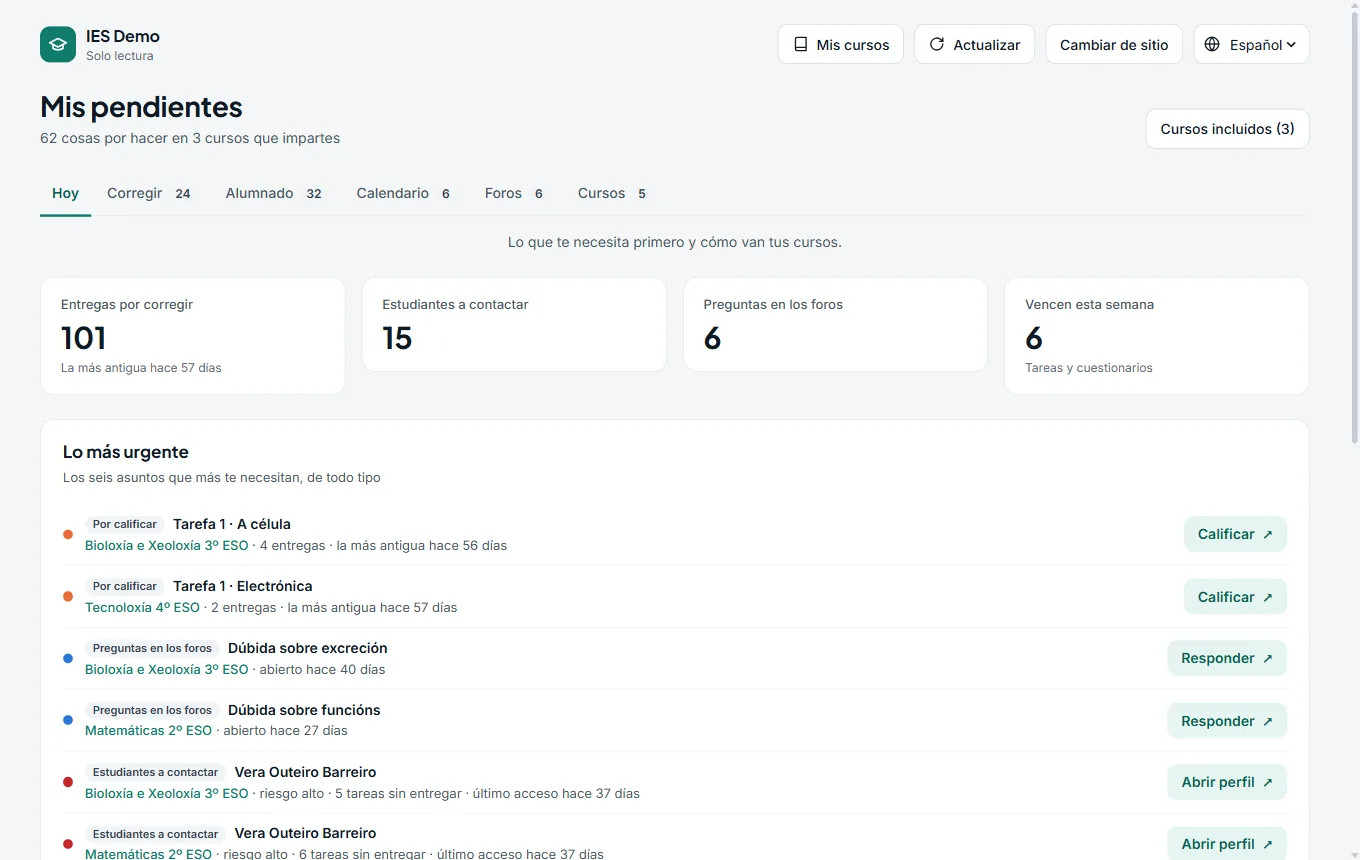 IES Demo
Solo lectura
Mis cursos
Actualizar
Cambiar de sitio
Español
Mis pendientes
62 cosas por hacer en 3 cursos que impartes
Cursos incluidos (3)
Hoy
Corregir 24
Alumnado 32
Calendario 6
Foros 6
Cursos 5
Lo que te necesita primero y cómo van tus cursos.
Entregas por corregir
101
La más antigua hace 57 días
Estudiantes a contactar
15
Preguntas en los foros
6
Vencen esta semana
6
Tareas y cuestionarios
Lo más urgente
Los seis asuntos que más te necesitan, de todo tipo
Por calificar Tarefa 1 · A célula
Bioloxía e Xeoloxía 3º ESO · 4 entregas · la más antigua hace 56 días
Calificar ↗
Por calificar Tarefa 1 · Electrónica
Tecnoloxía 4º ESO · 2 entregas · la más antigua hace 57 días
Calificar ↗
Preguntas en los foros Dúbida sobre excreción
Bioloxía e Xeoloxía 3º ESO · abierto hace 40 días
Responder ↗
Preguntas en los foros Dúbida sobre funcións
Matemáticas 2º ESO · abierto hace 27 días
Responder ↗
Estudiantes a contactar Vera Outeiro Barreiro
Bioloxía e Xeoloxía 3º ESO · riesgo alto · 5 tareas sin entregar · último acceso hace 37 días
Abrir perfil ↗
Estudiantes a contactar Vera Outeiro Barreiro
Matemáticas 2º ESO · riesgo alto · 6 tareas sin entregar · último acceso hace 37 días
Abrir perfil ↗